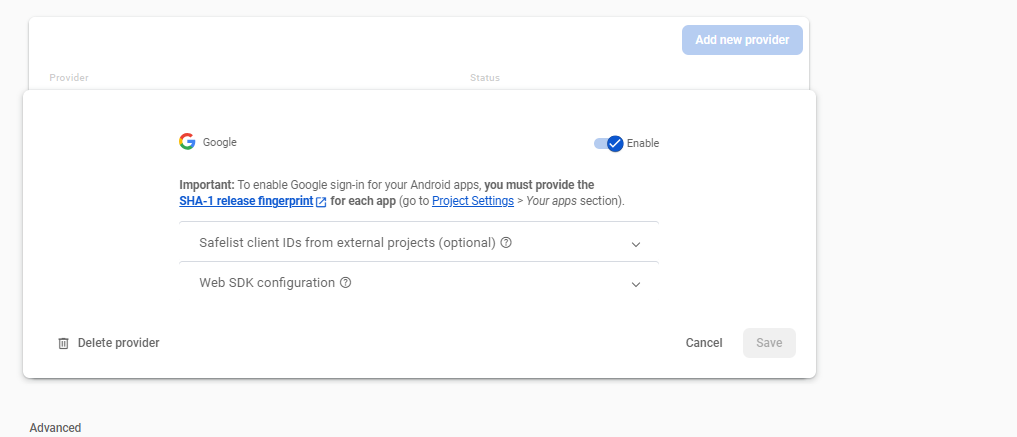 Add new provider
Provider Status
Google Enable
Important: To enable Google sign-in for your Android apps, you must provide the
SHA-1 release fingerprint for each app (go to Project Settings > Your apps section).
Safelist client IDs from external projects (optional)
Web SDK configuration
Delete provider Cancel Save
Advanced